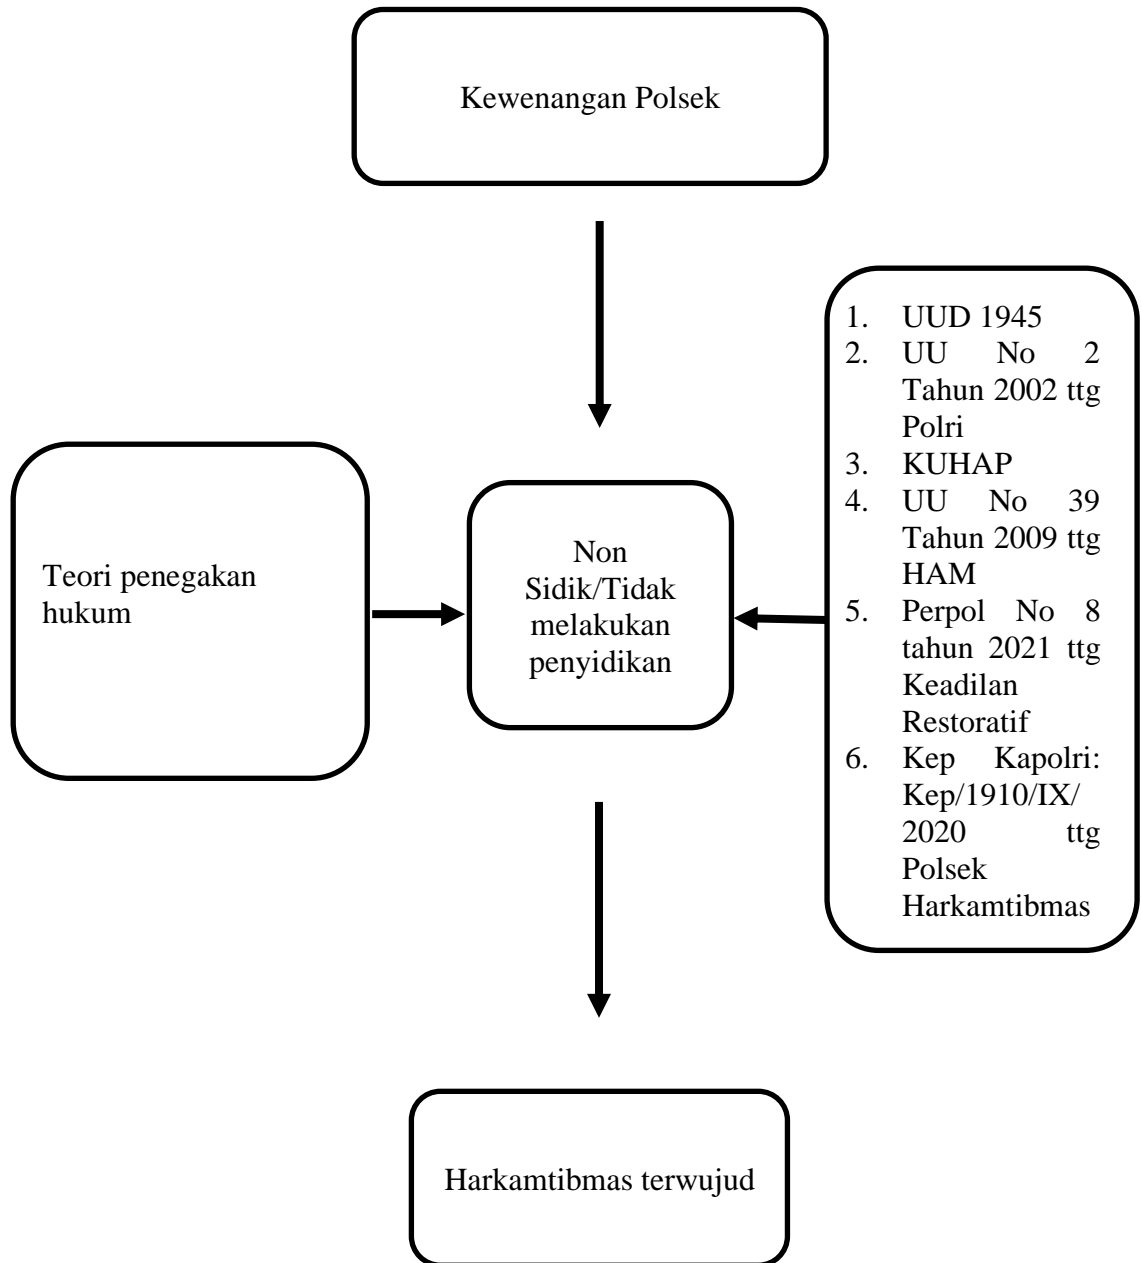 Kewenangan Polsek
1. UUD 1945
2. UU No 2
Tahun 2002 ttg
Polri
3. KUHAP
4. UU No 39
Tahun 2009 ttg
HAM
5. Perpol No 8
tahun 2021 ttg
Keadilan
Restoratif
6. Kep Kapolri:
Kep/1910/IX/
2020 ttg
Polsek
Harkamtibmas
Teori penegakan
hukum
Non
Sidik/Tidak
melakukan
penyidikan
Harkamtibmas terwujud